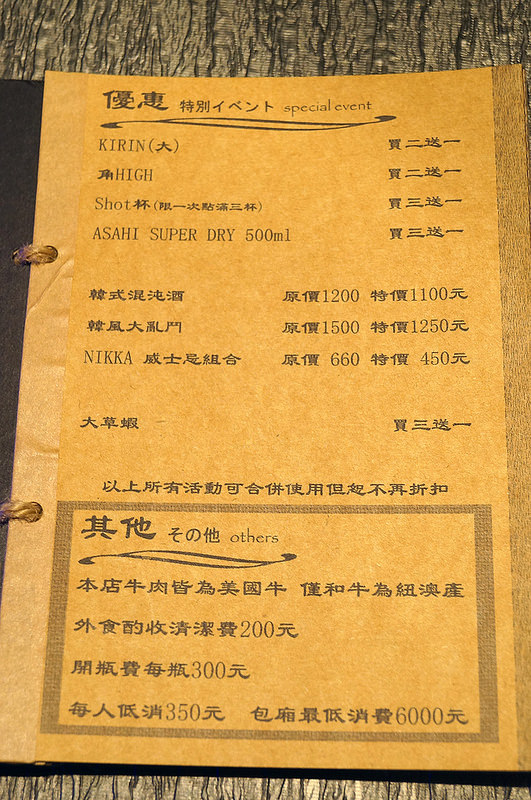 優惠 特別イベント special event
KIRIN(大) 買二送一
角HIGH 買二送一
Shot杯(限一次點滿三杯) 買三送一
ASAHI SUPER DRY 500ml 買三送一
韓式混沌酒 原價1200 特價1100元
韓風大亂鬥 原價1500 特價1250元
NIKKA 威士忌組合 原價 660 特價 450元
大草蝦 買三送一
以上所有活動可合併使用但恕不再折扣
其他 その他 others
本店牛肉皆為美國牛 僅和牛為紐澳產
外食酌收清潔費200元
開瓶費每瓶300元
每人低消350元 包廂最低消費6000元